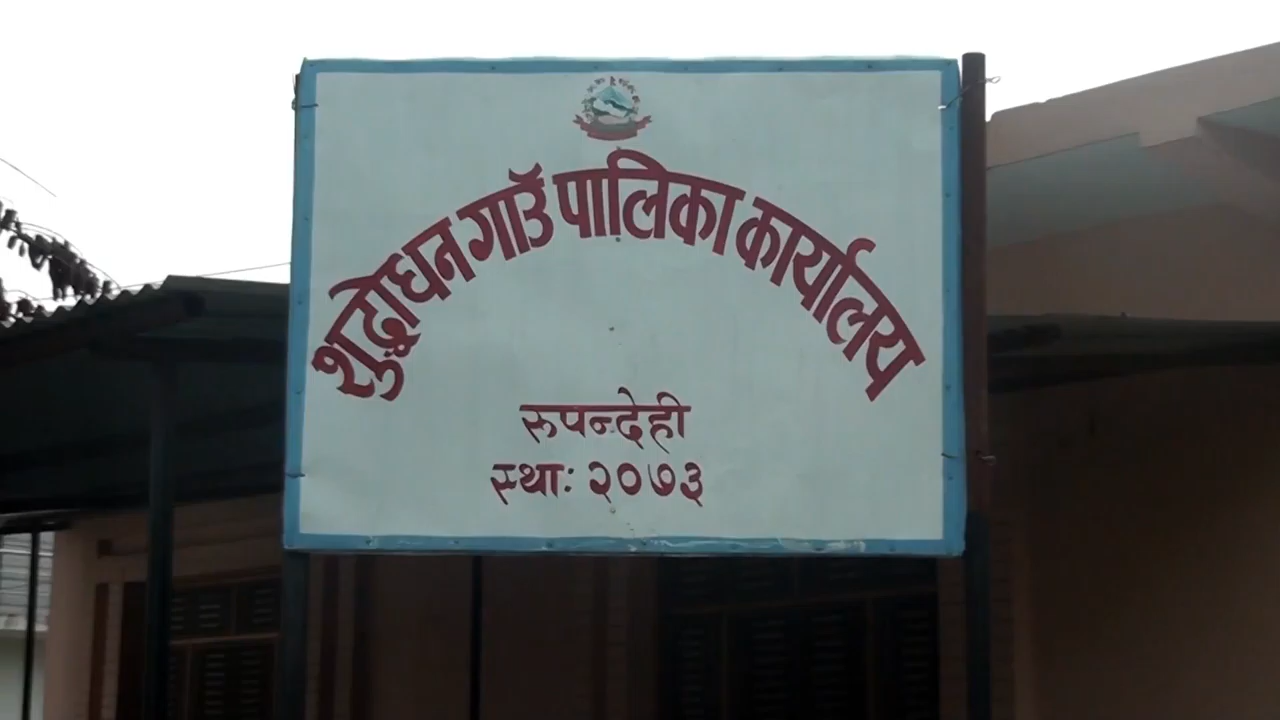 शुद्धोधन गाउँ पालिका कार्यालय
रुपन्देही
स्थाः २०७३